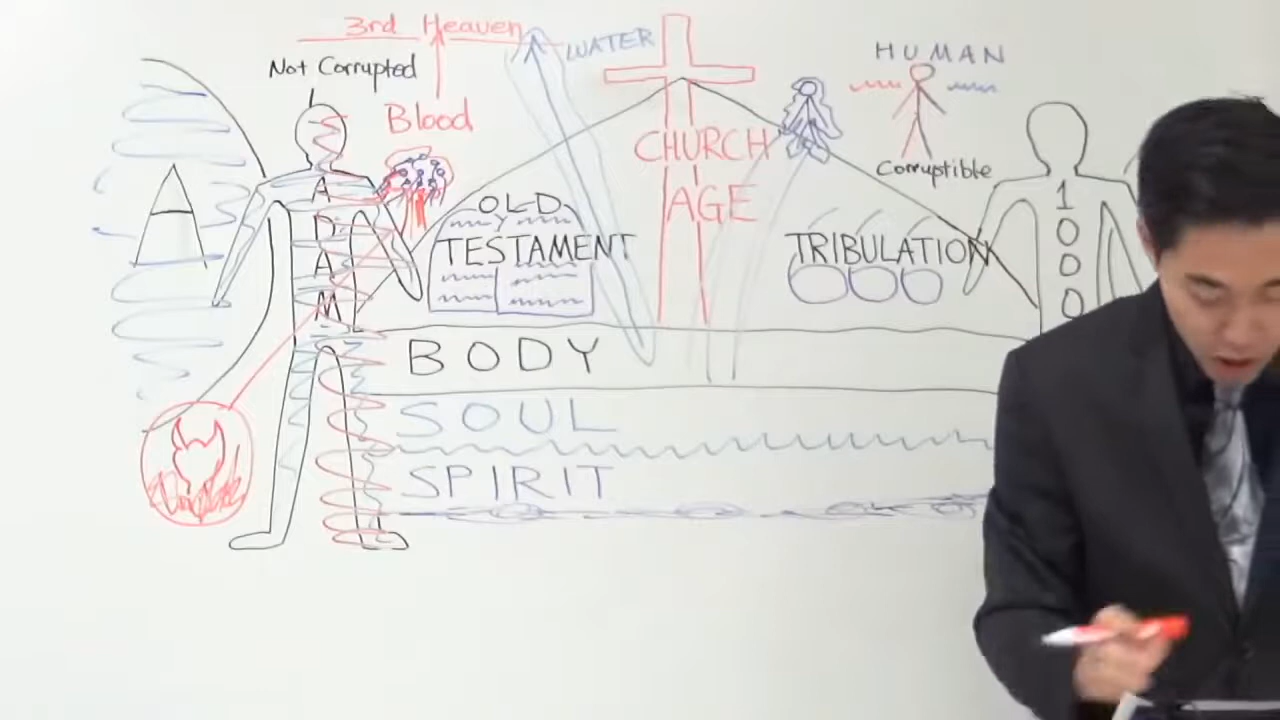 3rd Heaven
WATER
HUMAN
Not Corrupted
Blood
CHURCH
AGE
Corruptible
A
ADAM
OLD
TESTAMENT
TRIBULATION
1000
BODY
SOUL
SPIRIT